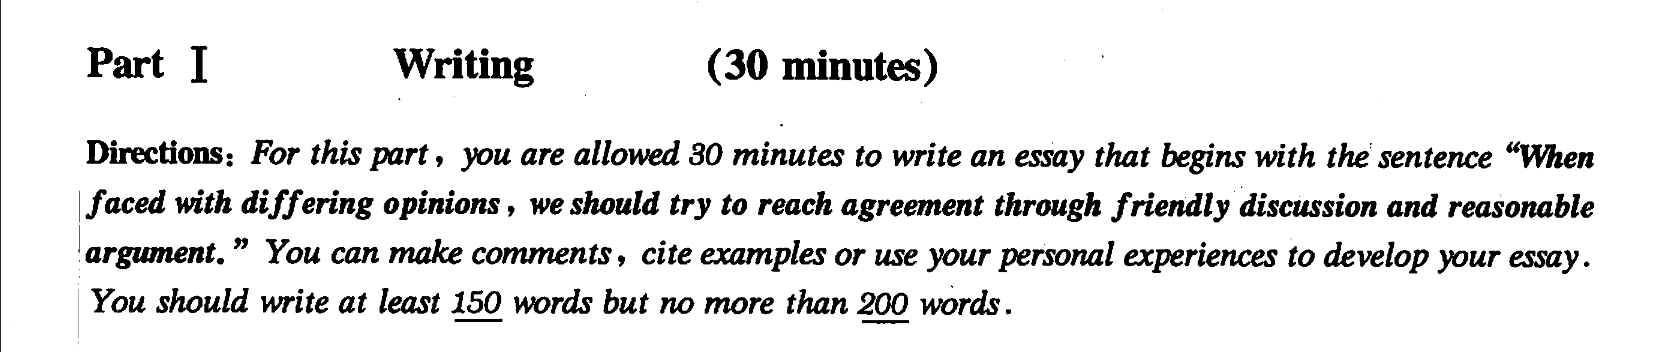 Part I Writing (30 minutes)
Directions: For this part, you are allowed 30 minutes to write an essay that begins with the sentence “When
faced with differing opinions, we should try to reach agreement through friendly discussion and reasonable
argument.” You can make comments, cite examples or use your personal experiences to develop your essay.
You should write at least 150 words but no more than 200 words.